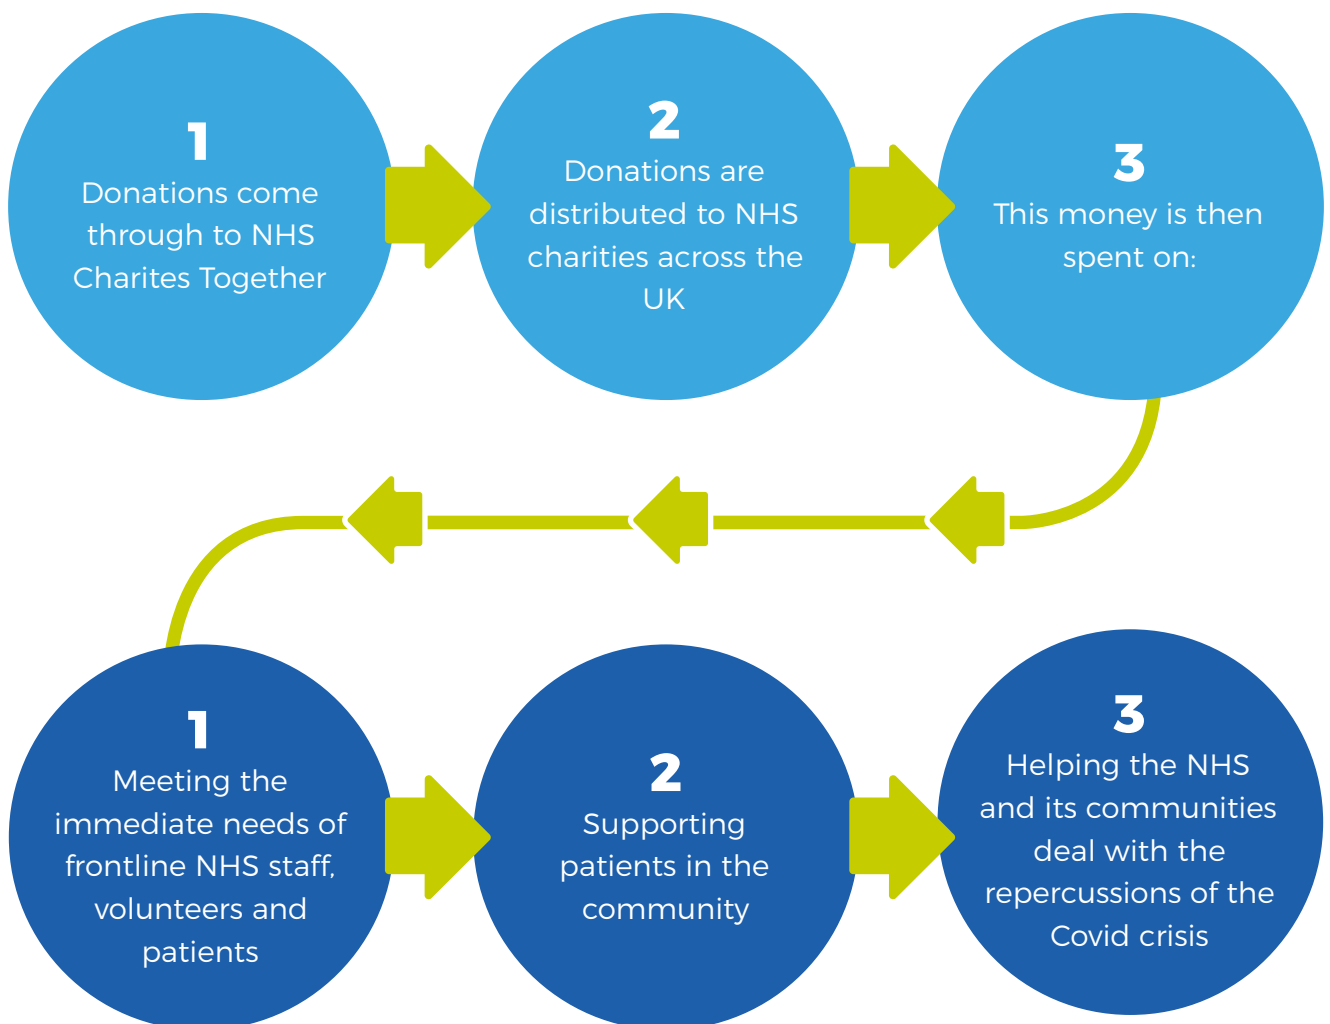 1
Donations come
through to NHS
Charites Together
2
Donations are
distributed to NHS
charities across the
UK
3
This money is then
spent on:
1
Meeting the
immediate needs of
frontline NHS staff,
volunteers and
patients
2
Supporting
patients in the
community
3
Helping the NHS
and its communities
deal with the
repercussions of the
Covid crisis